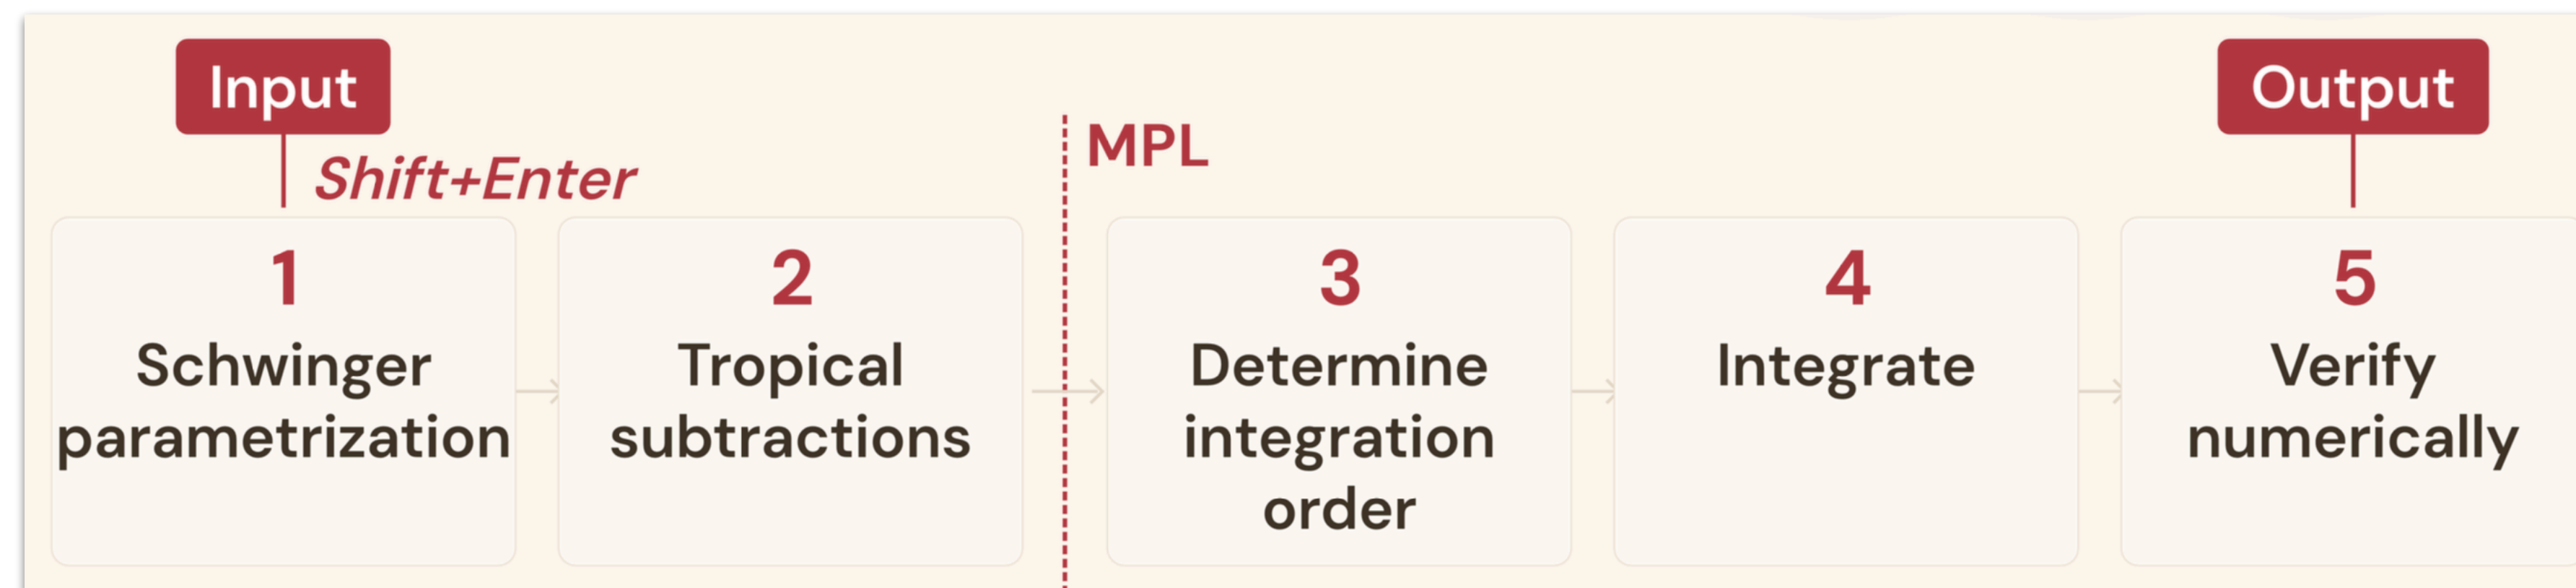 Input
Output
Shift+Enter
MPL
1
Schwinger
parametrization
2
Tropical
subtractions
3
Determine
integration
order
4
Integrate
5
Verify
numerically